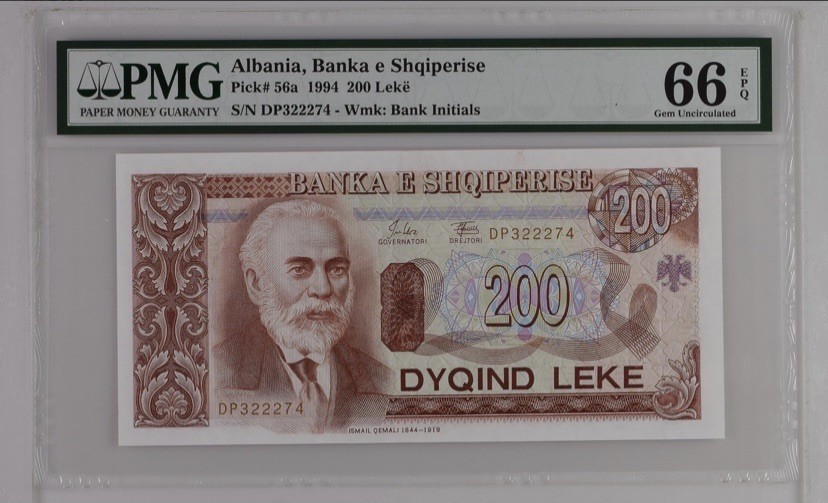 PMG
PAPER MONEY GUARANTY
Albania, Banka e Shqiperise
Pick# 56a 1994 200 Lekë
S/N DP322274 - Wmk: Bank Initials
66 EPQ
Gem Uncirculated
BANKA E SHQIPERISE
200
GOVERNATORI DREJTORI DP322274
200
DYQIND LEKE
DP322274
ISMAIL QEMALI 1844-1919